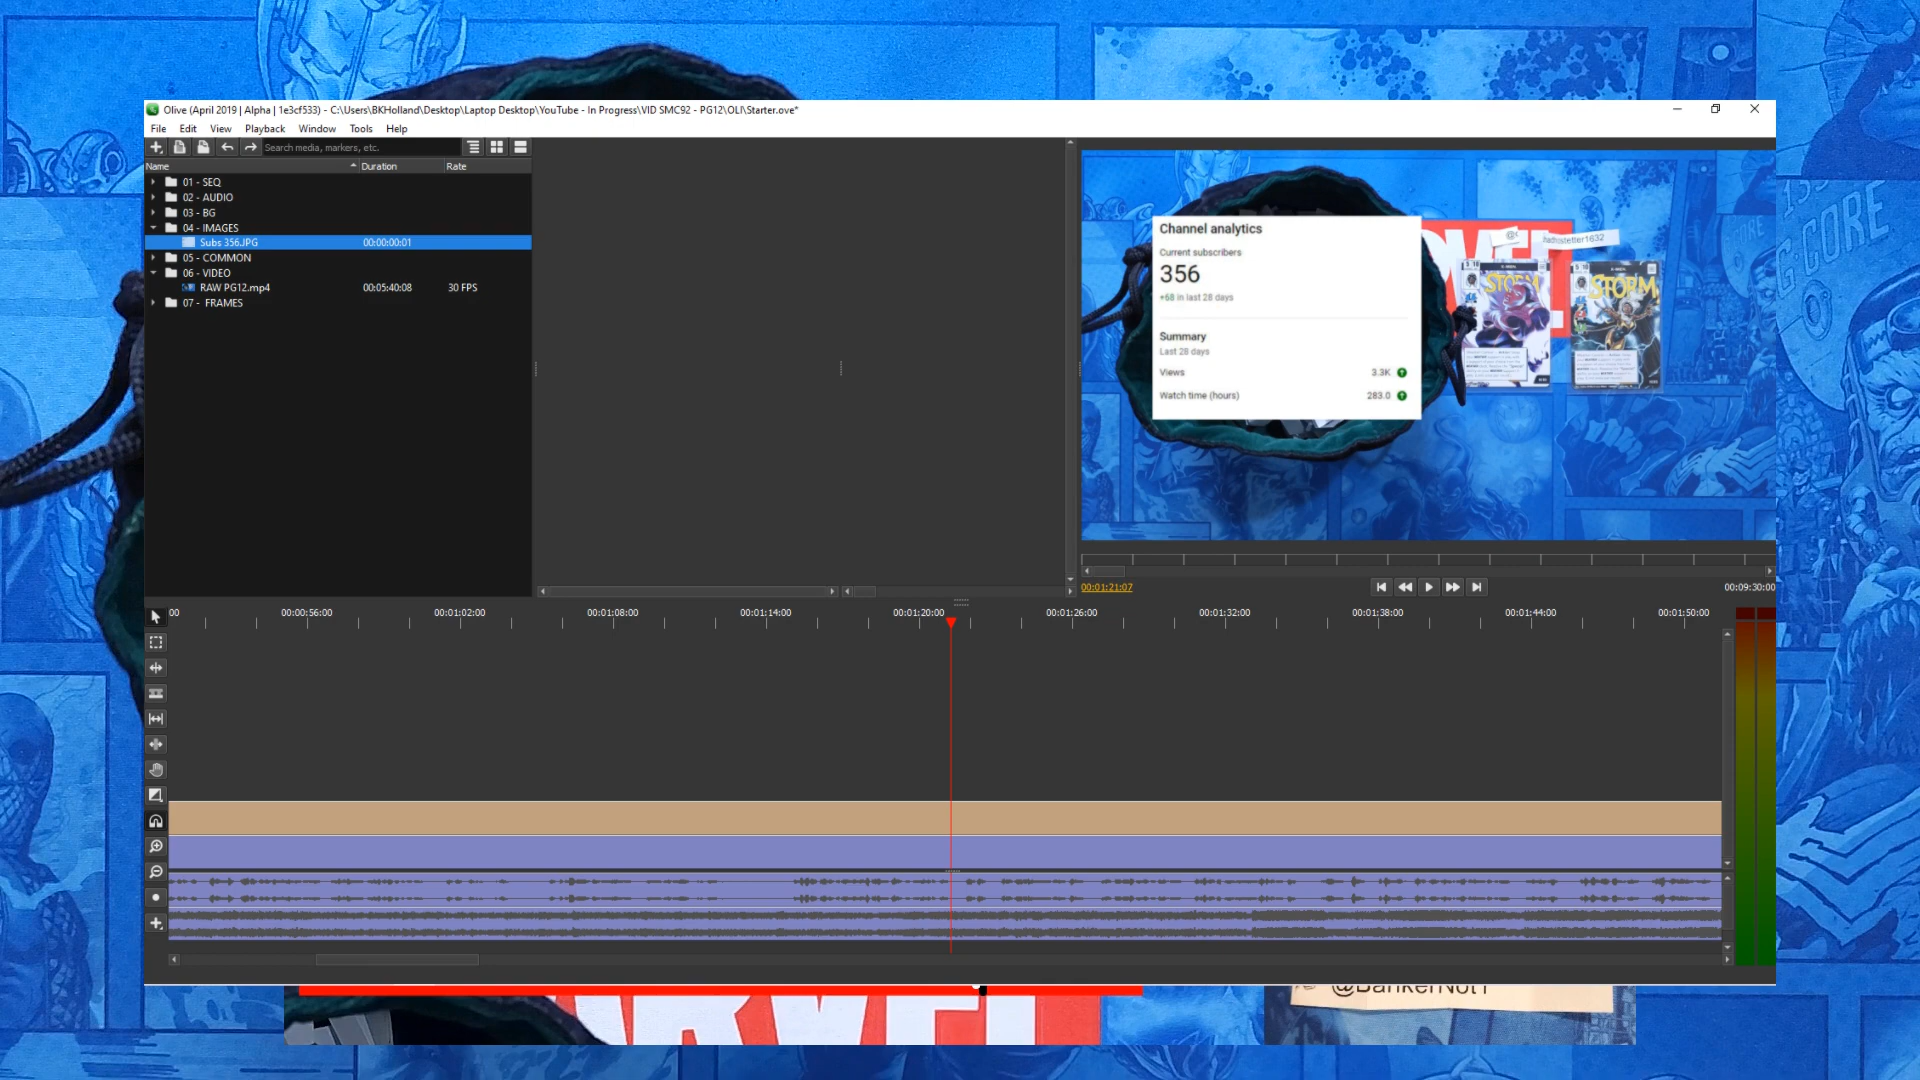 Olive (April 2019 | Alpha | 1e3cf533) - C:\Users\BKHolland\Desktop\Laptop Desktop\YouTube - In Progress\VID SMC92 - PG12\OLI\Starter.ove*
File Edit View Playback Window Tools Help
Search media, markers, etc.
Name Duration Rate
01 - SEQ
02 - AUDIO
03 - BG
04 - IMAGES
Subs 356.JPG 00:00:00:01
05 - COMMON
06 - VIDEO
RAW PG12.mp4 00:05:40:08 30 FPS
07 - FRAMES
Channel analytics
Current subscribers
356
+68 in last 28 days
Summary
Last 28 days
Views 3.3K
Watch time (hours) 283.0
STORM
STORM
00:01:21:07
00:09:30:00
00 00:00:56:00 00:01:02:00 00:01:08:00 00:01:14:00 00:01:20:00 00:01:26:00 00:01:32:00 00:01:38:00 00:01:44:00 00:01:50:00
MARVEL
@BankerNo11
G-CORE